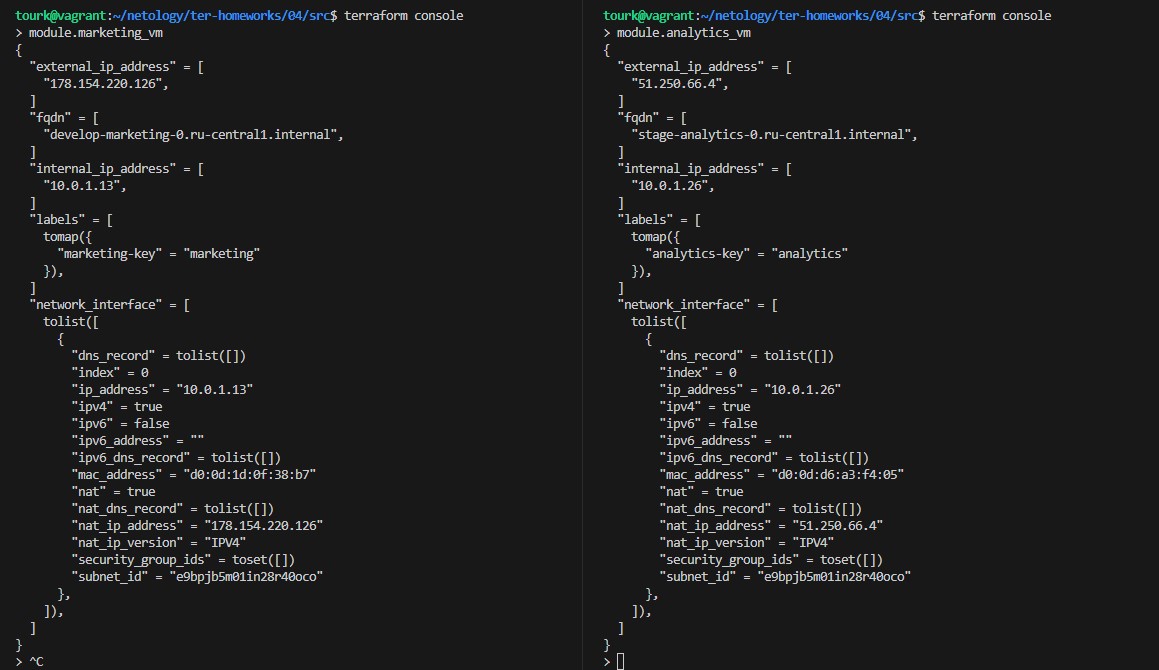 tourk@vagrant:~/netology/ter-homeworks/04/src$ terraform console
> module.marketing_vm
{
  "external_ip_address" = [
    "178.154.220.126",
  ]
  "fqdn" = [
    "develop-marketing-0.ru-central1.internal",
  ]
  "internal_ip_address" = [
    "10.0.1.13",
  ]
  "labels" = [
    tomap({
      "marketing-key" = "marketing"
    }),
  ]
  "network_interface" = [
    tolist([
      {
        "dns_record" = tolist([])
        "index" = 0
        "ip_address" = "10.0.1.13"
        "ipv4" = true
        "ipv6" = false
        "ipv6_address" = ""
        "ipv6_dns_record" = tolist([])
        "mac_address" = "d0:0d:1d:0f:38:b7"
        "nat" = true
        "nat_dns_record" = tolist([])
        "nat_ip_address" = "178.154.220.126"
        "nat_ip_version" = "IPV4"
        "security_group_ids" = toset([])
        "subnet_id" = "e9bpjb5m01in28r40oco"
      },
    ]),
  ]
}
> ^C
tourk@vagrant:~/netology/ter-homeworks/04/src$ terraform console
> module.analytics_vm
{
  "external_ip_address" = [
    "51.250.66.4",
  ]
  "fqdn" = [
    "stage-analytics-0.ru-central1.internal",
  ]
  "internal_ip_address" = [
    "10.0.1.26",
  ]
  "labels" = [
    tomap({
      "analytics-key" = "analytics"
    }),
  ]
  "network_interface" = [
    tolist([
      {
        "dns_record" = tolist([])
        "index" = 0
        "ip_address" = "10.0.1.26"
        "ipv4" = true
        "ipv6" = false
        "ipv6_address" = ""
        "ipv6_dns_record" = tolist([])
        "mac_address" = "d0:0d:d6:a3:f4:05"
        "nat" = true
        "nat_dns_record" = tolist([])
        "nat_ip_address" = "51.250.66.4"
        "nat_ip_version" = "IPV4"
        "security_group_ids" = toset([])
        "subnet_id" = "e9bpjb5m01in28r40oco"
      },
    ]),
  ]
}
>